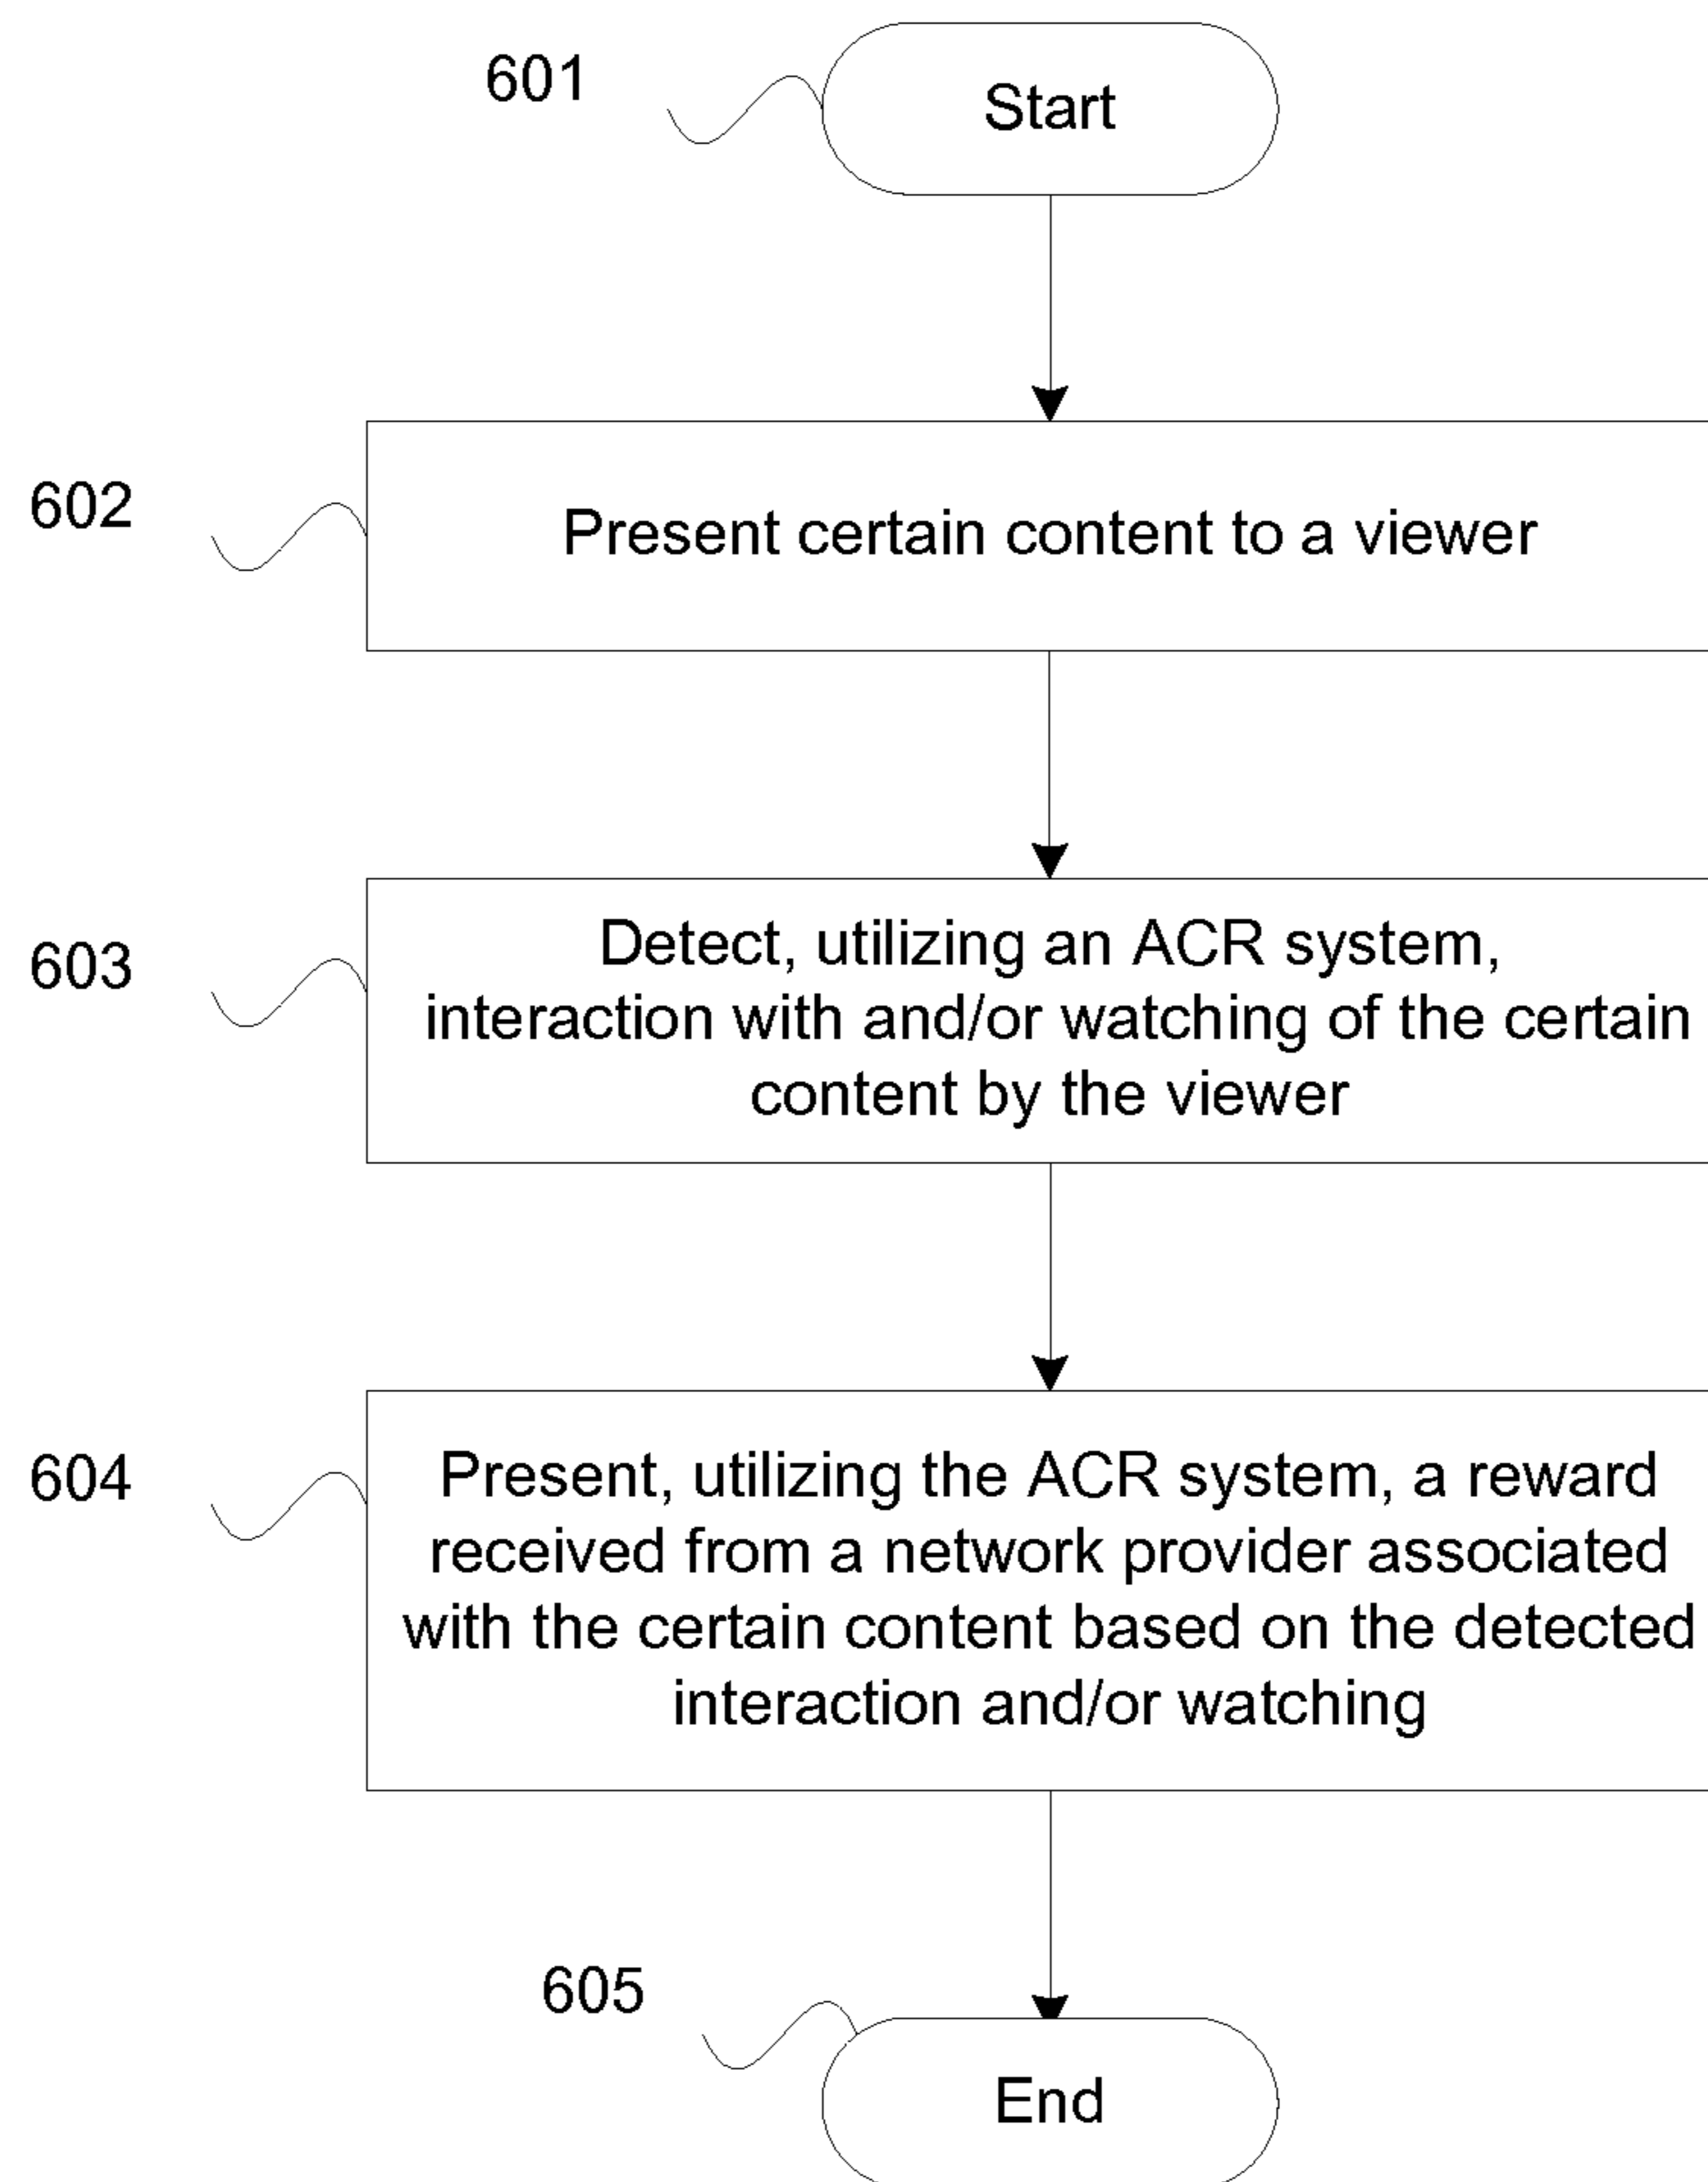 601
Start
602
Present certain content to a viewer
603
Detect, utilizing an ACR system,
interaction with and/or watching of the certain
content by the viewer
604
Present, utilizing the ACR system, a reward
received from a network provider associated
with the certain content based on the detected
interaction and/or watching
605
End